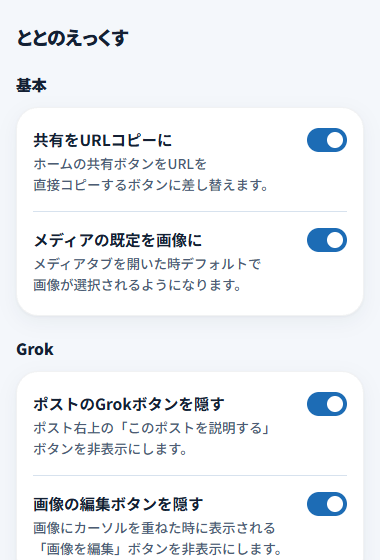 ととのえっくす
基本
共有をURLコピーに
ホームの共有ボタンをURLを
直接コピーするボタンに差し替えます。
メディアの既定を画像に
メディアタブを開いた時デフォルトで
画像が選択されるようになります。
Grok
ポストのGrokボタンを隠す
ポスト右上の「このポストを説明する」
ボタンを非表示にします。
画像の編集ボタンを隠す
画像にカーソルを重ねた時に表示される
「画像を編集」ボタンを非表示にします。